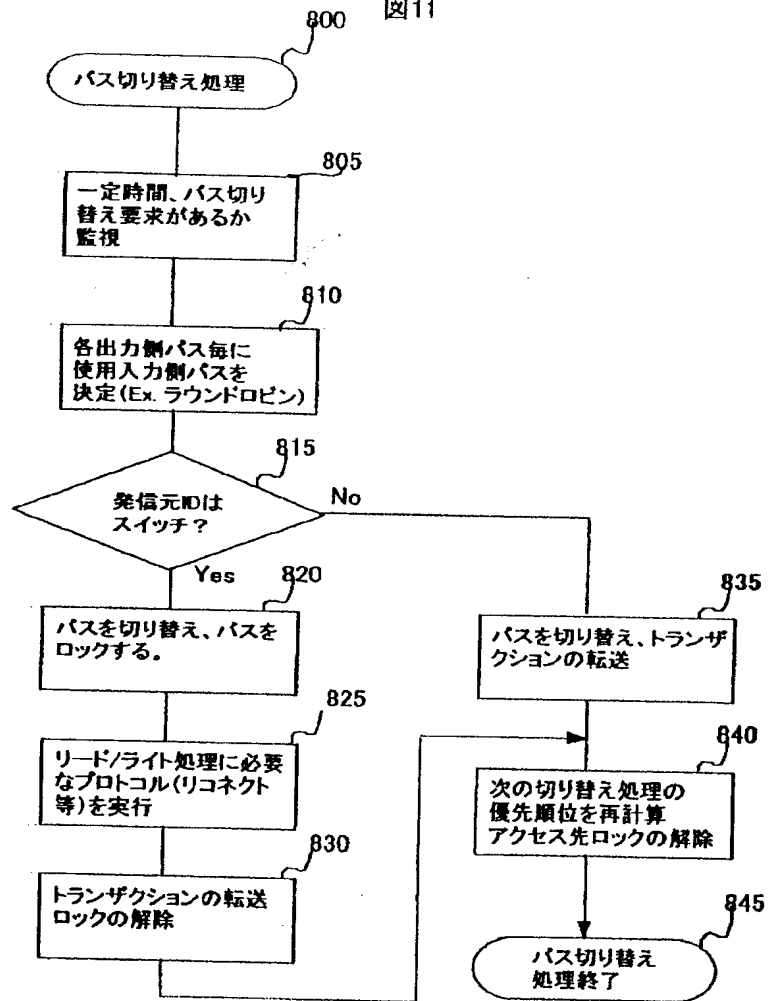 図11
800
パス切り替え処理
805
一定時間、パス切り
替え要求があるか
監視
810
各出力側パス毎に
使用入力側パスを
決定(Ex. ラウンドロビン)
815
発信元IDは
スイッチ?
No
Yes
820
パスを切り替え、パスを
ロックする。
825
リード/ライト処理に必要
なプロトコル(リコネクト
等)を実行
830
トランザクションの転送
ロックの解除
835
パスを切り替え、トランザ
クションの転送
840
次の切り替え処理の
優先順位を再計算
アクセス先ロックの解除
845
パス切り替え
処理終了